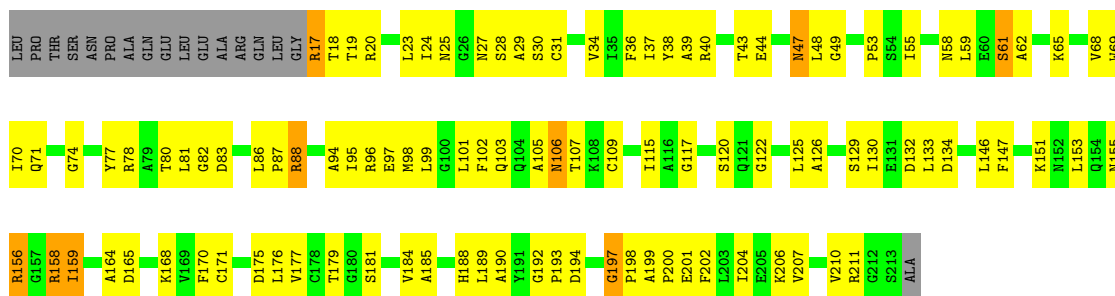 LEU PRO THR SER ASN PRO ALA GLN GLU LEU GLU ALA ARG GLN LEU GLY R17 T18 T19 R20 L23 I24 N25 G26 N27 S28 A29 S30 C31 V34 I35 F36 I37 Y38 A39 R40 T43 E44 N47 L48 G49 P53 S54 I55 N58 L59 E60 S61 A62 K65 V68
I70 Q71 G74 Y77 R78 A79 T80 L81 G82 D83 L86 P87 R88 A94 I95 R96 E97 M98 L99 G100 L101 F102 Q103 Q104 A105 N106 T107 K108 C109 I115 A116 G117 S120 Q121 G122 L125 A126 S129 I130 E131 D132 L133 D134 L146 F147 K151 N152 L153 Q154 N155
R156 G157 R158 I159 A164 D165 K168 V169 F170 C171 D175 L176 V177 C178 T179 G180 S181 V184 A185 H188 L189 A190 Y191 G192 P193 D194 G197 P198 A199 P200 E201 F202 L203 I204 E205 K206 V207 V210 R211 G212 S213 ALA